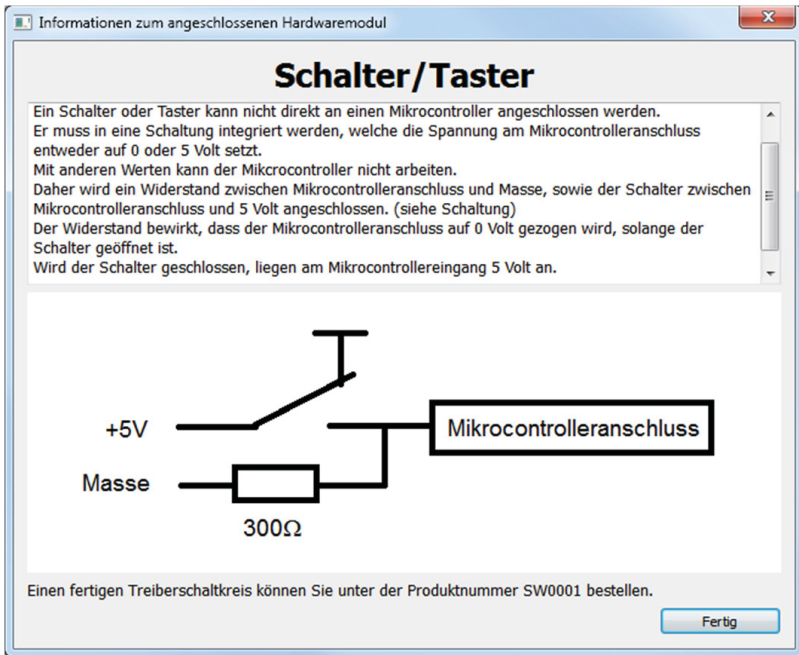 Informationen zum angeschlossenen Hardwaremodul
Schalter/Taster
Ein Schalter oder Taster kann nicht direkt an einen Mikrocontroller angeschlossen werden.
Er muss in eine Schaltung integriert werden, welche die Spannung am Mikrocontrolleranschluss
entweder auf 0 oder 5 Volt setzt.
Mit anderen Werten kann der Mikcrocontroller nicht arbeiten.
Daher wird ein Widerstand zwischen Mikrocontrolleranschluss und Masse, sowie der Schalter zwischen
Mikrocontrolleranschluss und 5 Volt angeschlossen. (siehe Schaltung)
Der Widerstand bewirkt, dass der Mikrocontrolleranschluss auf 0 Volt gezogen wird, solange der
Schalter geöffnet ist.
Wird der Schalter geschlossen, liegen am Mikrocontrollereingang 5 Volt an.
+5V
Mikrocontrolleranschluss
Masse
300Ω
Einen fertigen Treiberschaltkreis können Sie unter der Produktnummer SW0001 bestellen.
Fertig